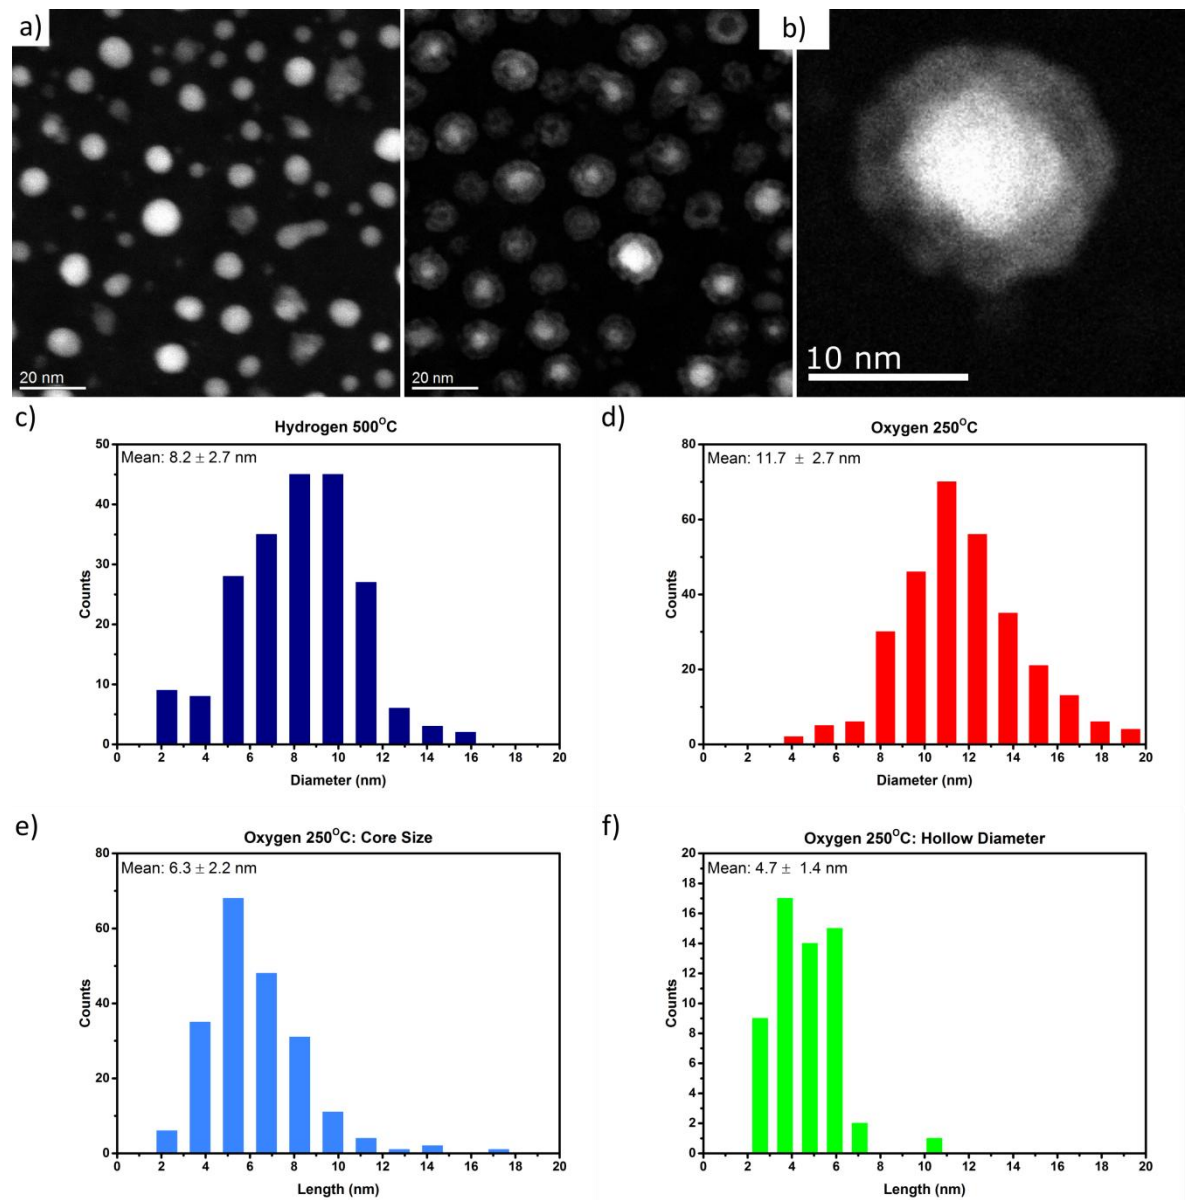 a)
b)
20 nm
20 nm
10 nm
c)
Hydrogen 500°C
Mean: 8.2 ± 2.7 nm
Counts
50
40
30
20
10
0
0 2 4 6 8 10 12 14 16 18 20
Diameter (nm)
d)
Oxygen 250°C
Mean: 11.7 ± 2.7 nm
Counts
80
60
40
20
0
0 2 4 6 8 10 12 14 16 18 20
Diameter (nm)
e)
Oxygen 250°C: Core Size
Mean: 6.3 ± 2.2 nm
Counts
80
60
40
20
0
0 2 4 6 8 10 12 14 16 18 20
Length (nm)
f)
Oxygen 250°C: Hollow Diameter
Mean: 4.7 ± 1.4 nm
Counts
20
18
16
14
12
10
8
6
4
2
0
0 2 4 6 8 10 12 14 16 18 20
Length (nm)